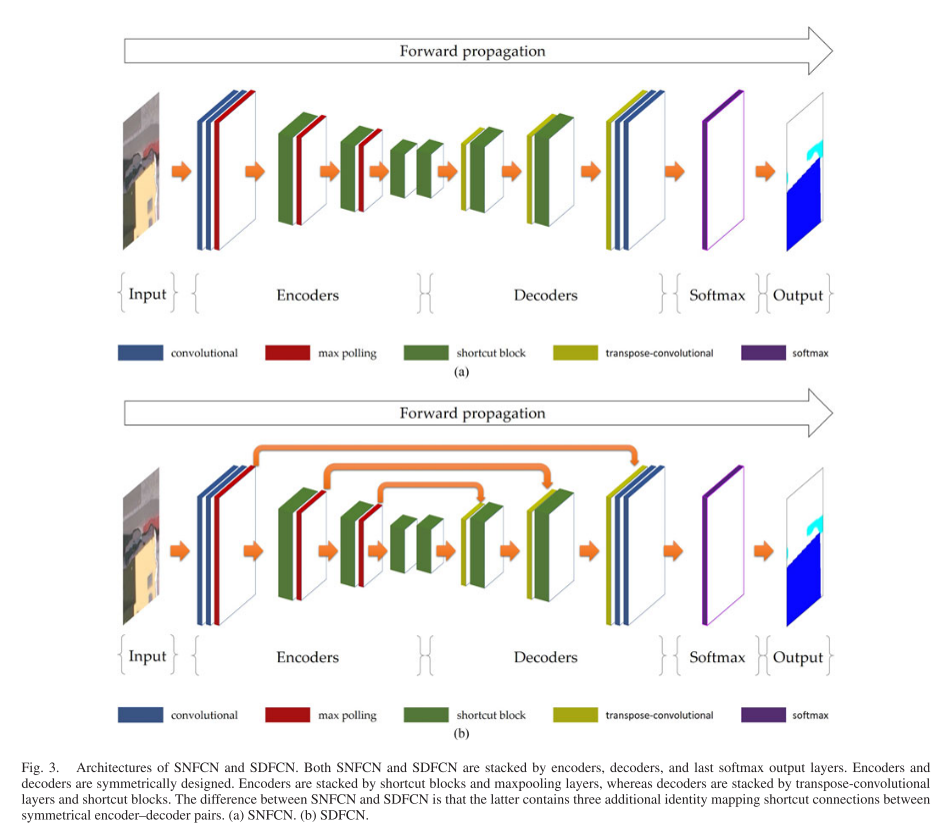 Forward propagation
Input
Encoders
Decoders
Softmax
Output
convolutional
max polling
shortcut block
transpose-convolutional
softmax
(a)
Forward propagation
Input
Encoders
Decoders
Softmax
Output
convolutional
max polling
shortcut block
transpose-convolutional
softmax
(b)
Fig. 3. Architectures of SNFCN and SDFCN. Both SNFCN and SDFCN are stacked by encoders, decoders, and last softmax output layers. Encoders and
decoders are symmetrically designed. Encoders are stacked by shortcut blocks and maxpooling layers, whereas decoders are stacked by transpose-convolutional
layers and shortcut blocks. The difference between SNFCN and SDFCN is that the latter contains three additional identity mapping shortcut connections between
symmetrical encoder–decoder pairs. (a) SNFCN. (b) SDFCN.